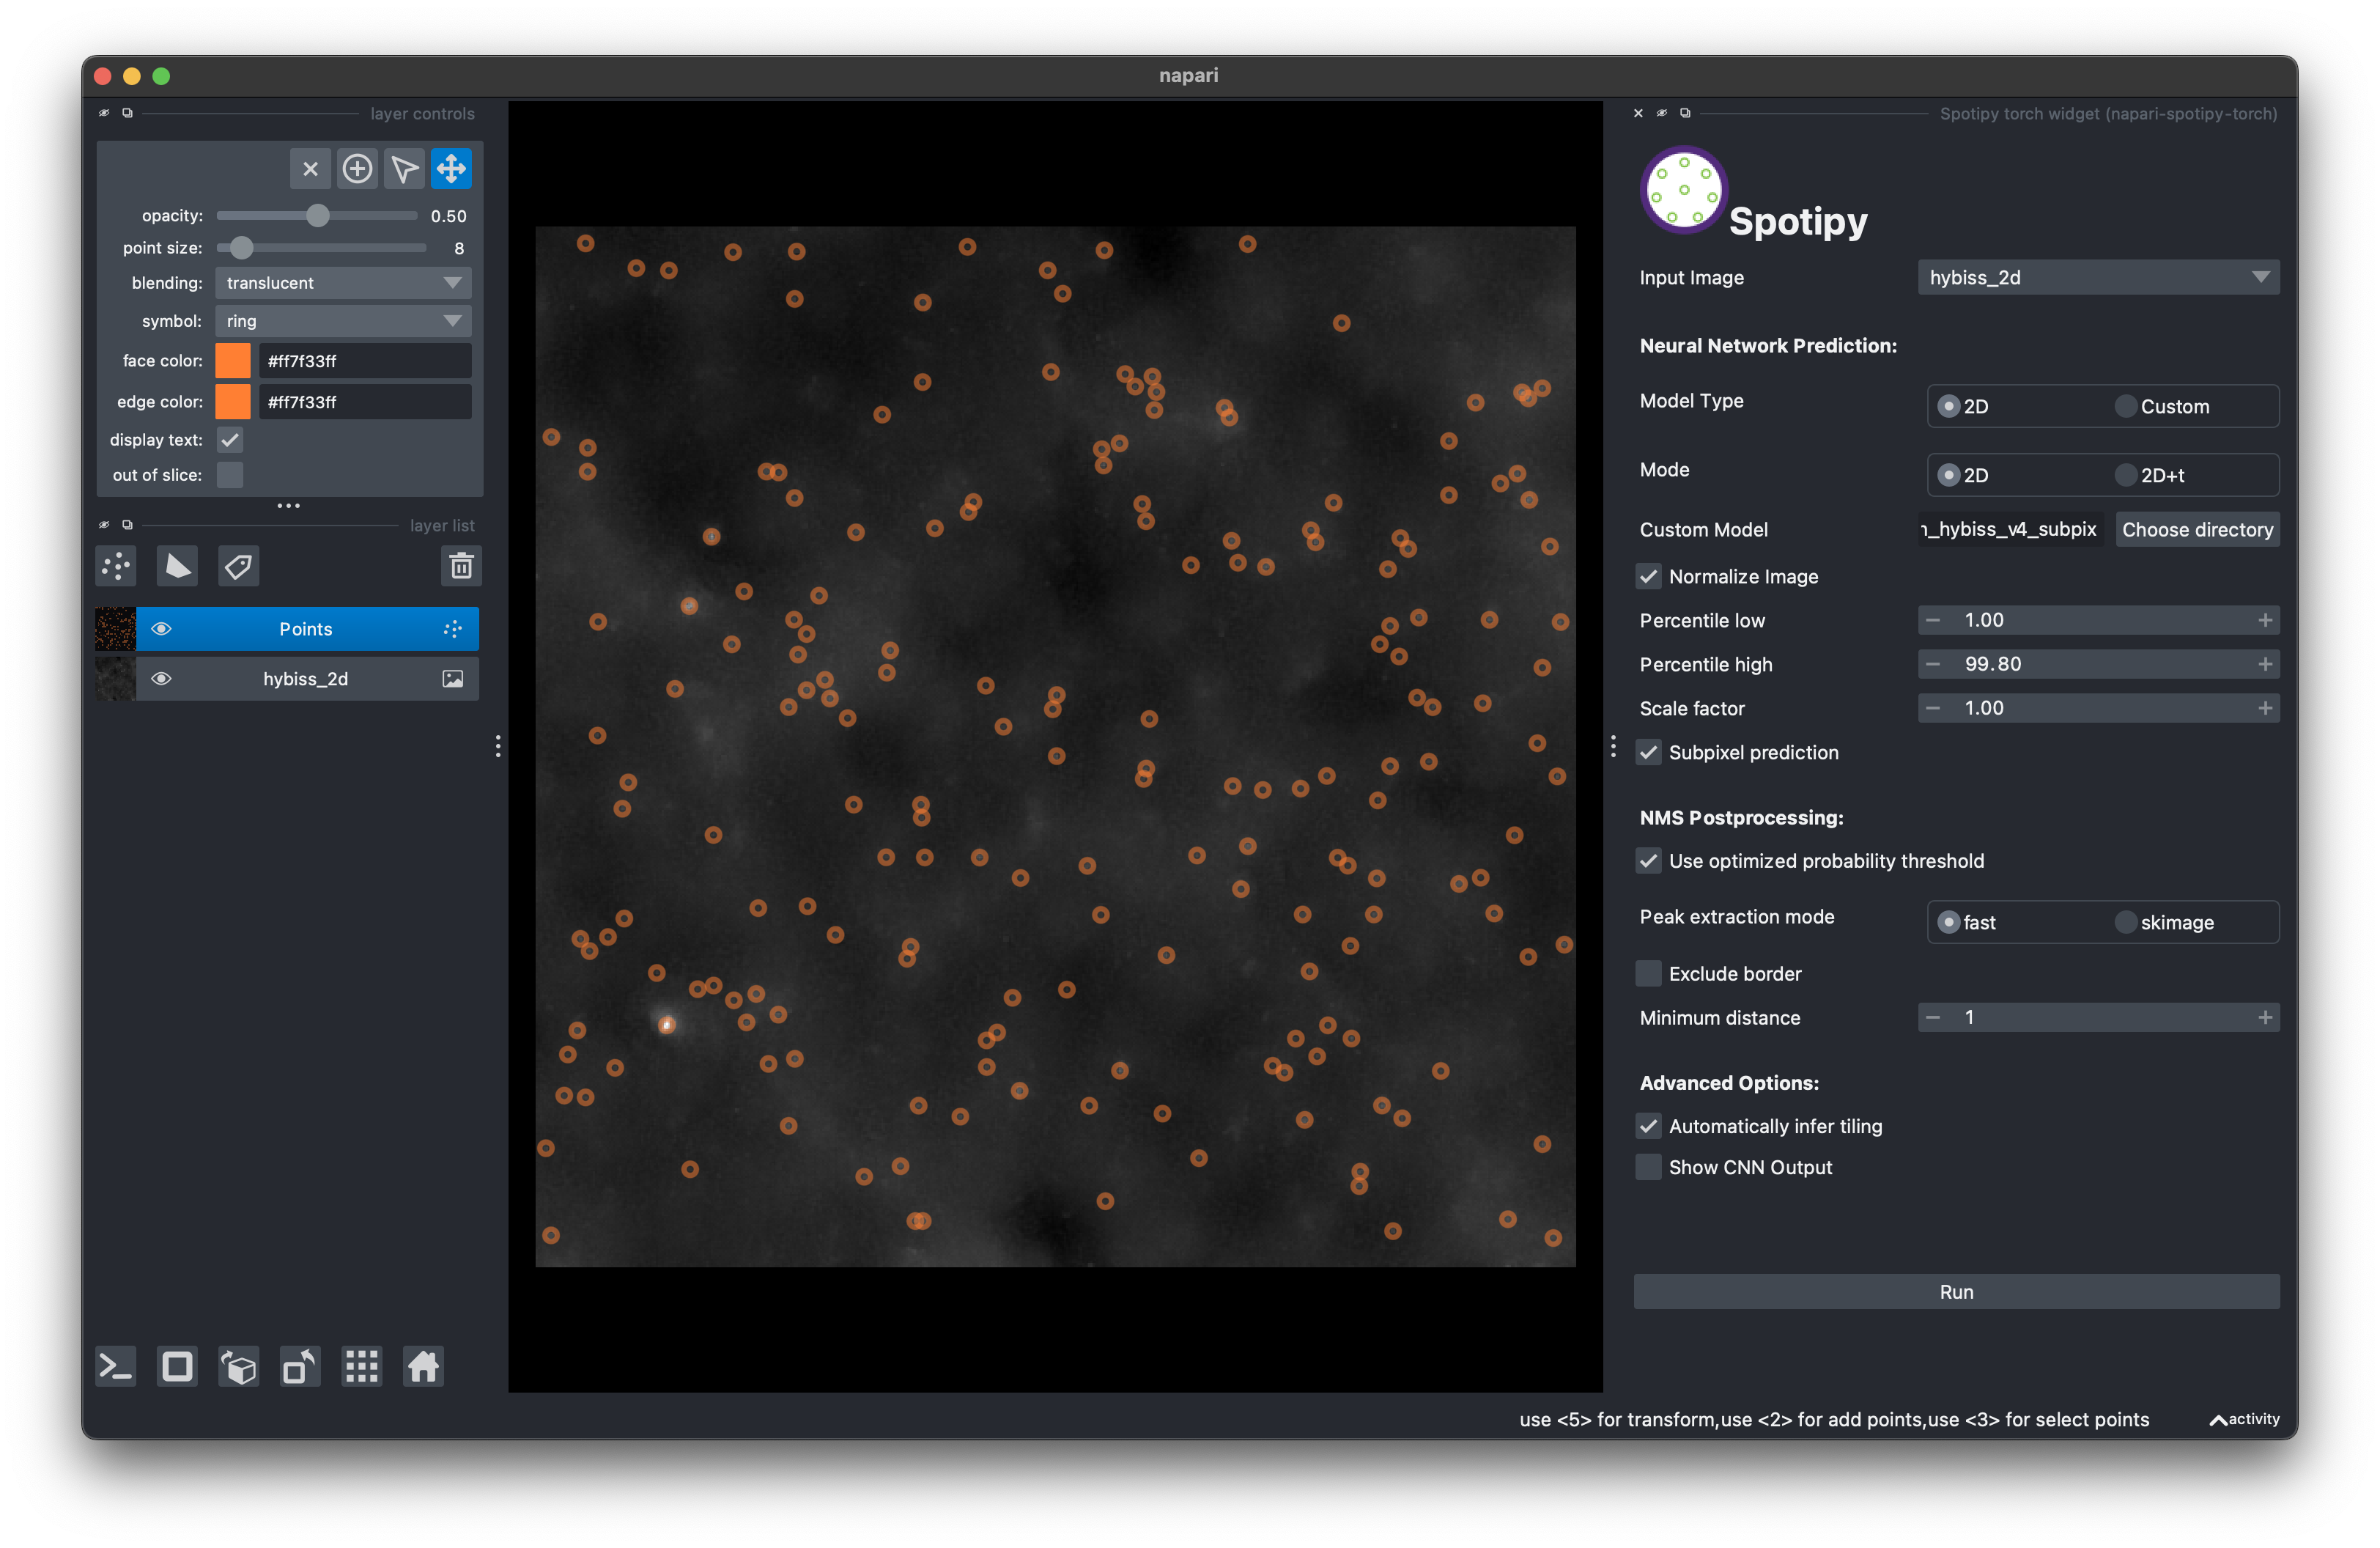 napari
layer controls
opacity: 0.50
point size: 8
blending: translucent
symbol: ring
face color: #ff7f33ff
edge color: #ff7f33ff
display text:
out of slice:
layer list
Points
hybiss_2d
Spotipy torch widget (napari-spotipy-torch)
Spotipy
Input Image hybiss_2d
Neural Network Prediction:
Model Type 2D Custom
Mode 2D 2D+t
Custom Model _hybiss_v4_subpix Choose directory
Normalize Image
Percentile low 1.00
Percentile high 99.80
Scale factor 1.00
Subpixel prediction
NMS Postprocessing:
Use optimized probability threshold
Peak extraction mode fast skimage
Exclude border
Minimum distance 1
Advanced Options:
Automatically infer tiling
Show CNN Output
Run
use <5> for transform,use <2> for add points,use <3> for select points activity